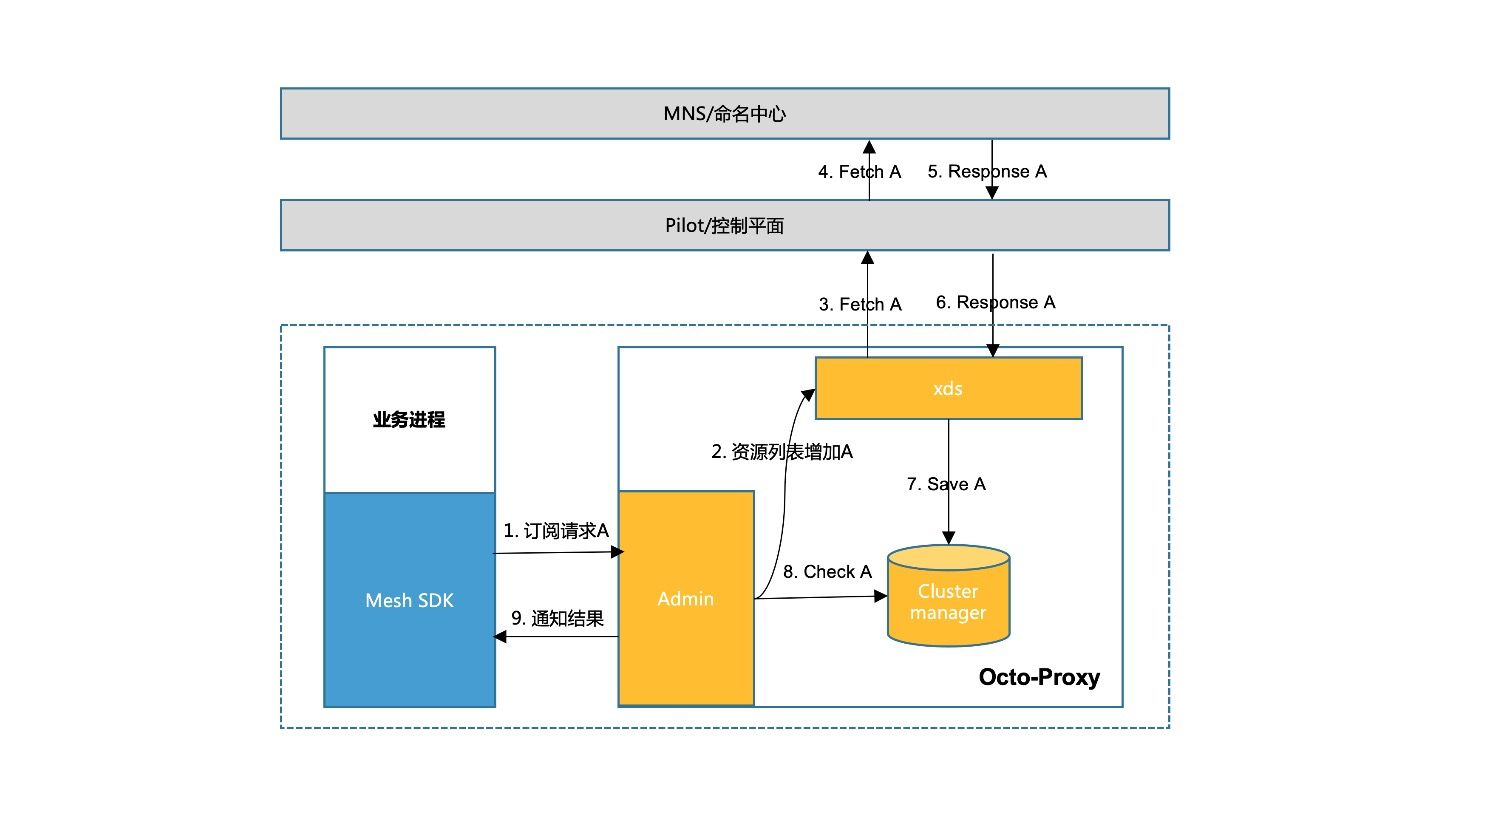 MNS/命名中心
4. Fetch A
5. Response A
Pilot/控制平面
3. Fetch A
6. Response A
业务进程
xds
2. 资源列表增加A
7. Save A
1. 订阅请求A
8. Check A
Mesh SDK
Admin
Cluster
manager
9. 通知结果
Octo-Proxy